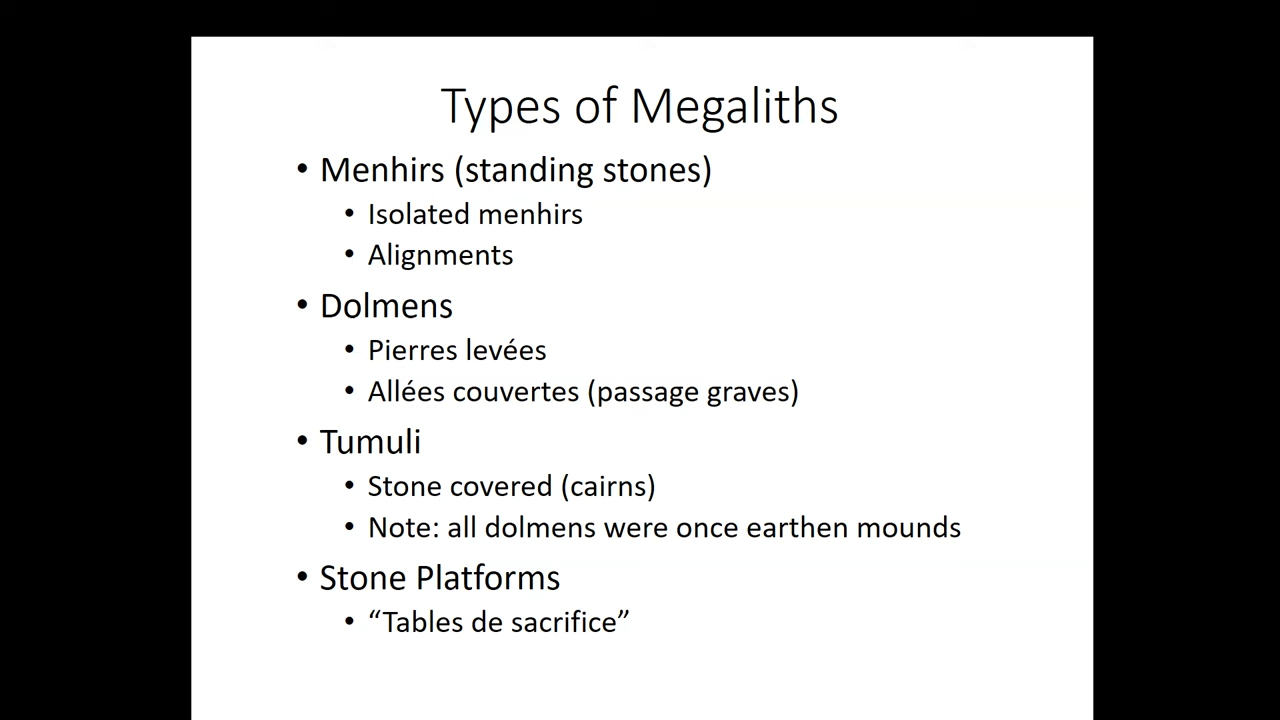 Types of Megaliths
• Menhirs (standing stones)
• Isolated menhirs
• Alignments
• Dolmens
• Pierres levées
• Allées couvertes (passage graves)
• Tumuli
• Stone covered (cairns)
• Note: all dolmens were once earthen mounds
• Stone Platforms
• “Tables de sacrifice”